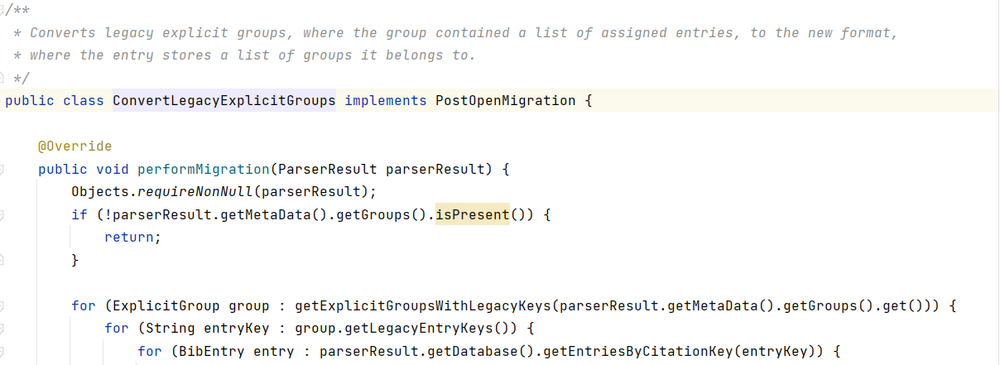 /**
 * Converts legacy explicit groups, where the group contained a list of assigned entries, to the new format,
 * where the entry stores a list of groups it belongs to.
 */
public class ConvertLegacyExplicitGroups implements PostOpenMigration {
@Override
public void performMigration(ParserResult parserResult) {
Objects.requireNonNull(parserResult);
if (!parserResult.getMetaData().getGroups().isPresent()) {
return;
}
for (ExplicitGroup group : getExplicitGroupsWithLegacyKeys(parserResult.getMetaData().getGroups().get())) {
for (String entryKey : group.getLegacyEntryKeys()) {
for (BibEntry entry : parserResult.getDatabase().getEntriesByCitationKey(entryKey)) {